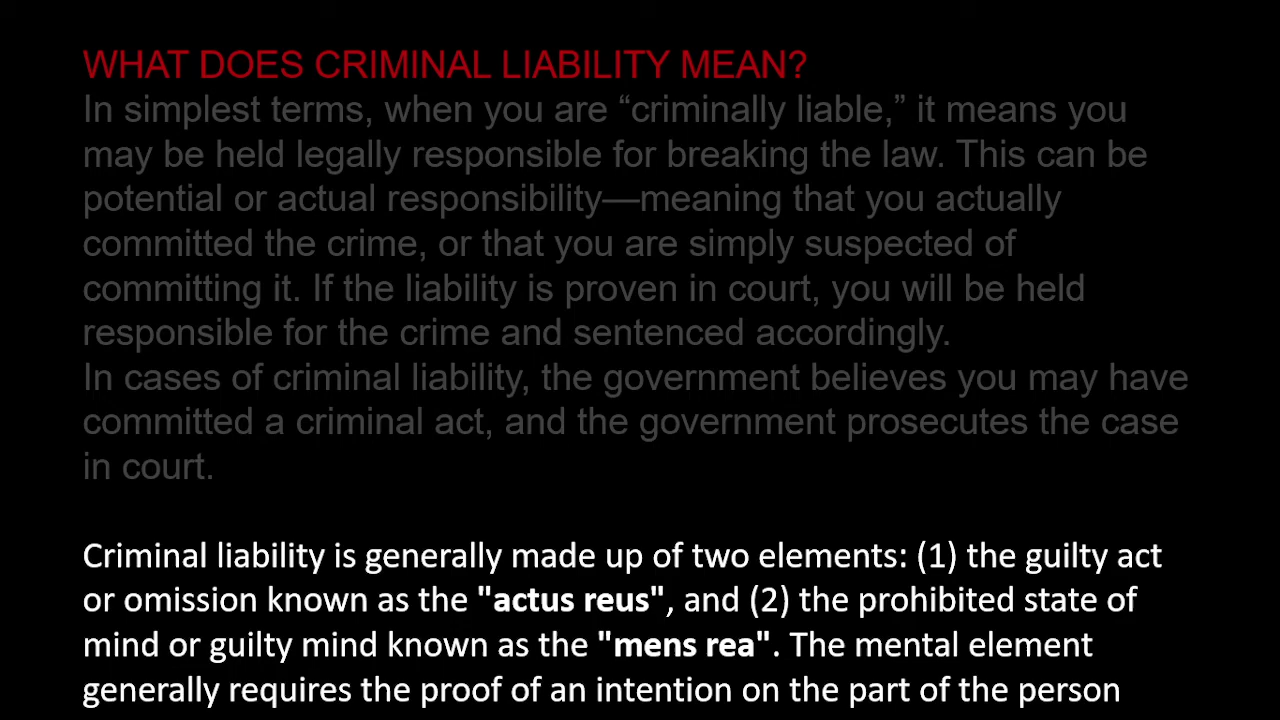 WHAT DOES CRIMINAL LIABILITY MEAN?
In simplest terms, when you are “criminally liable,” it means you
may be held legally responsible for breaking the law. This can be
potential or actual responsibility—meaning that you actually
committed the crime, or that you are simply suspected of
committing it. If the liability is proven in court, you will be held
responsible for the crime and sentenced accordingly.
In cases of criminal liability, the government believes you may have
committed a criminal act, and the government prosecutes the case
in court.
Criminal liability is generally made up of two elements: (1) the guilty act
or omission known as the "actus reus", and (2) the prohibited state of
mind or guilty mind known as the "mens rea". The mental element
generally requires the proof of an intention on the part of the person